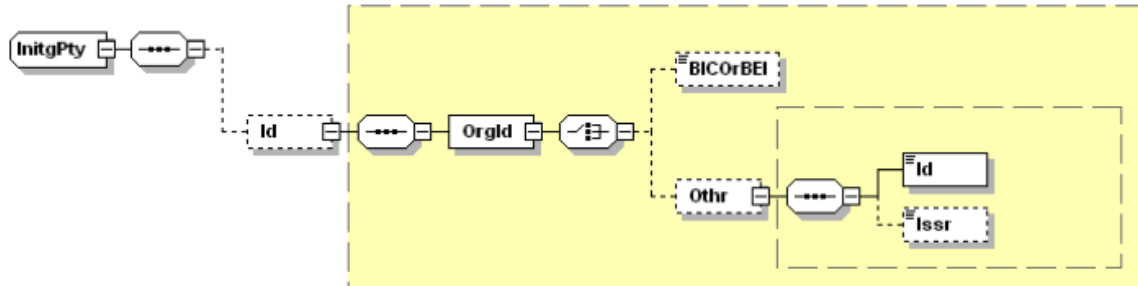 InitgPty
BICOrBEI
Id
OrgId
Othr
Id
Issr